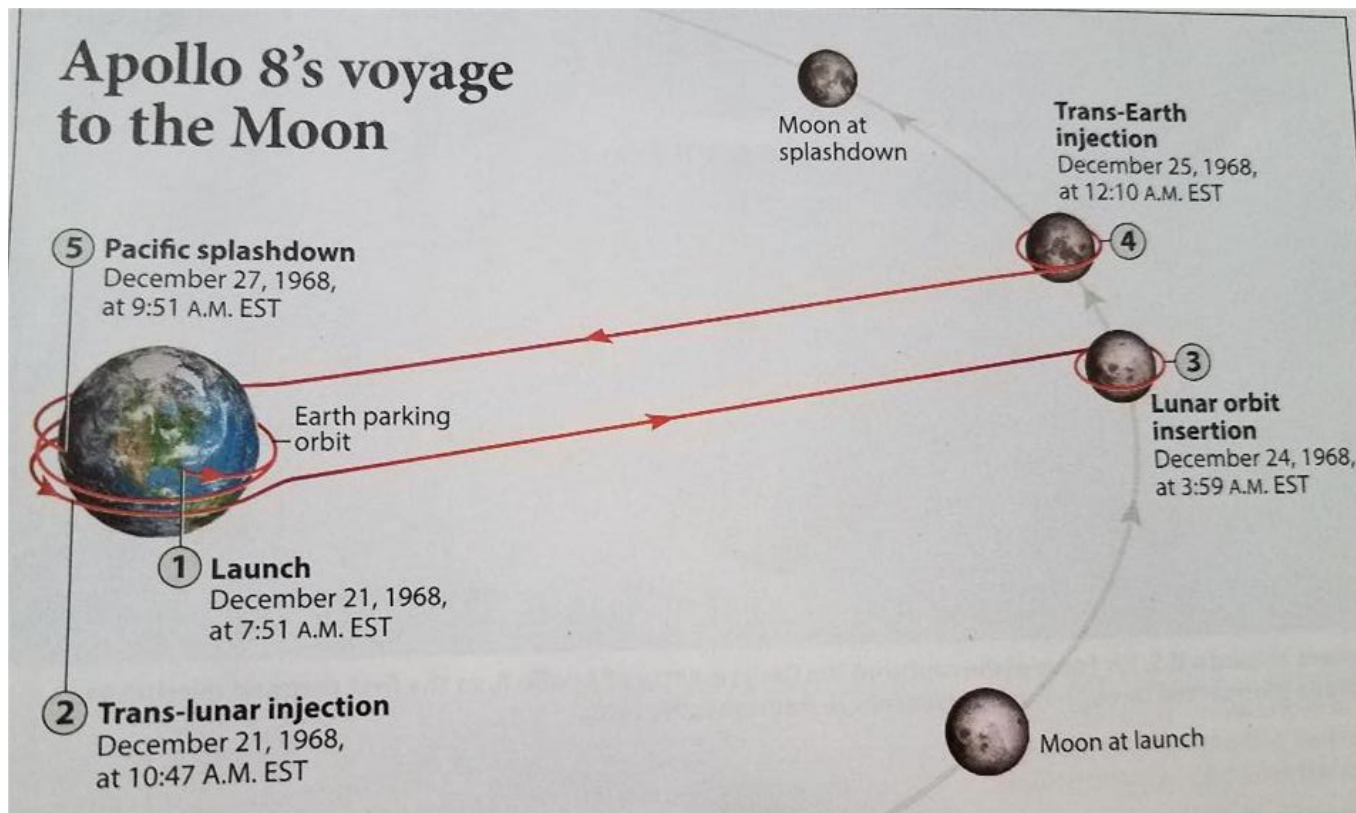 Apollo 8's voyage
to the Moon
Moon at
splashdown
Trans-Earth
injection
December 25, 1968,
at 12:10 A.M. EST
4
5 Pacific splashdown
December 27, 1968,
at 9:51 A.M. EST
3
Lunar orbit
insertion
December 24, 1968,
at 3:59 A.M. EST
Earth parking
orbit
1 Launch
December 21, 1968,
at 7:51 A.M. EST
2 Trans-lunar injection
December 21, 1968,
at 10:47 A.M. EST
Moon at launch